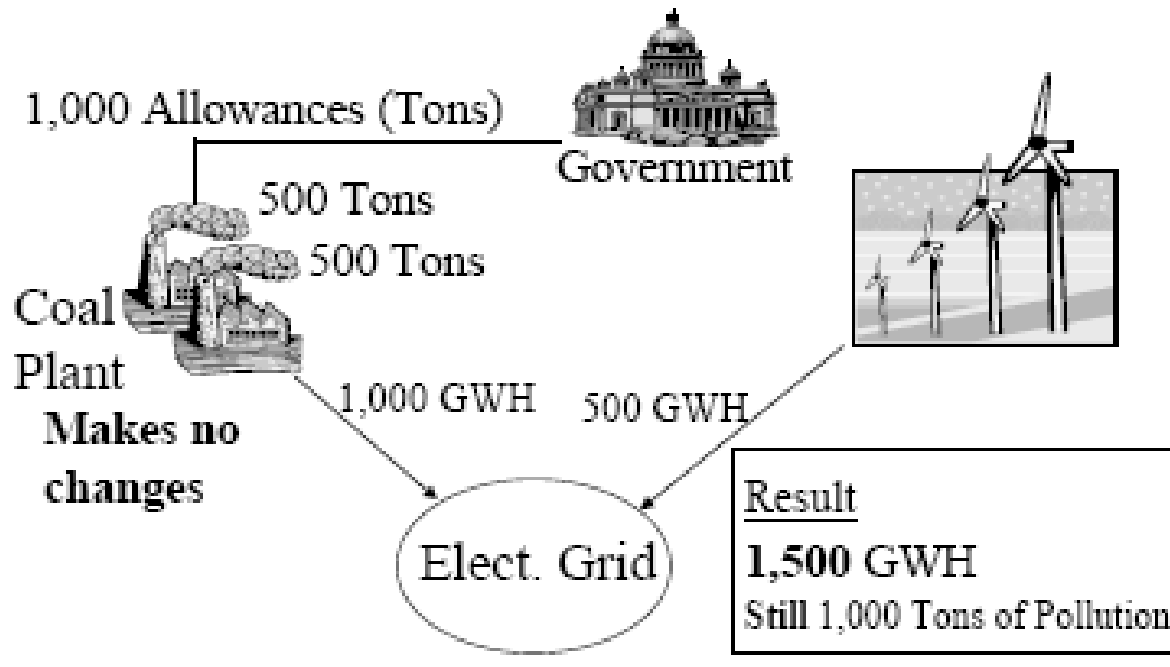 1,000 Allowances (Tons)
Government
500 Tons
500 Tons
Coal
Plant
Makes no
changes
1,000 GWH
500 GWH
Elect. Grid
Result
1,500 GWH
Still 1,000 Tons of Pollution